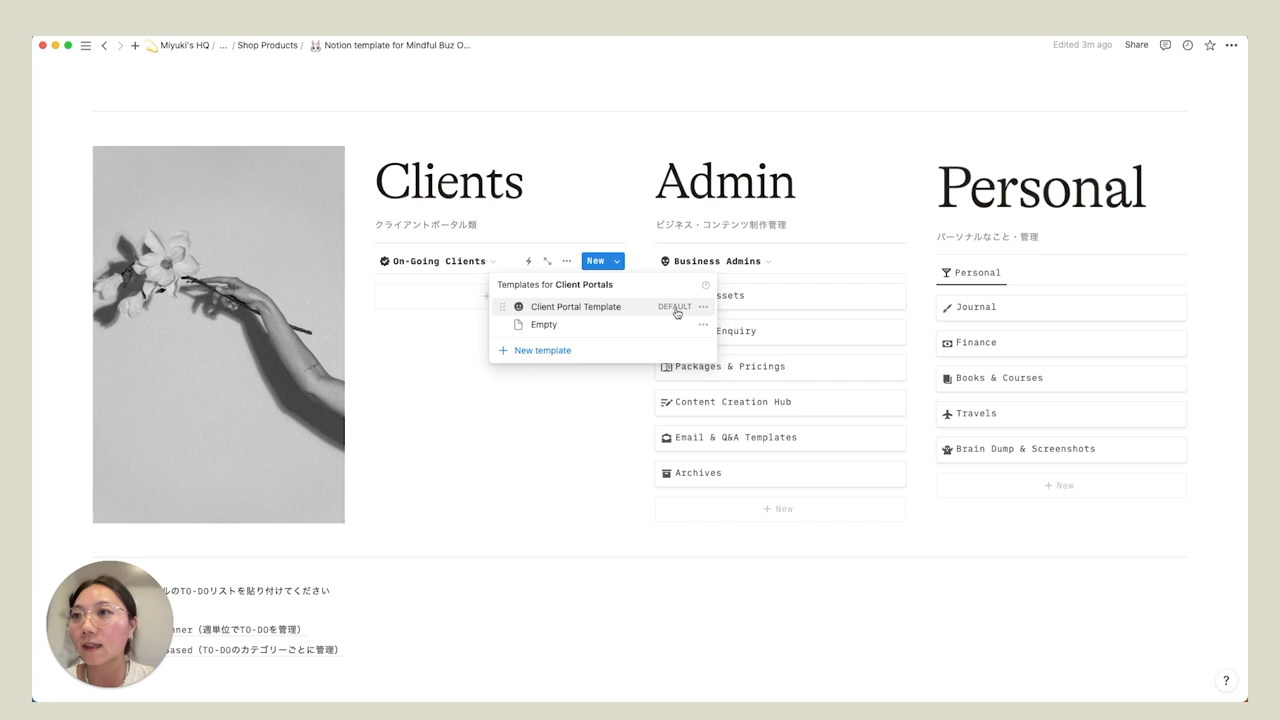 Miyuki's HQ / ... / Shop Products / Notion template for Mindful Buz O...
Edited 3m ago Share
Clients
クライアントポータル類
On-Going Clients
New
Templates for Client Portals
Client Portal Template DEFAULT
Empty
New template
Admin
ビジネス・コンテンツ制作管理
Business Admins
ssets
Enquiry
Packages & Pricings
Content Creation Hub
Email & Q&A Templates
Archives
+ New
Personal
パーソナルなこと・管理
Personal
Journal
Finance
Books & Courses
Travels
Brain Dump & Screenshots
+ New
ルのTO-DOリストを貼り付けてください
nner（週単位でTO-DOを管理）
Based（TO-DOのカテゴリーごとに管理）
?